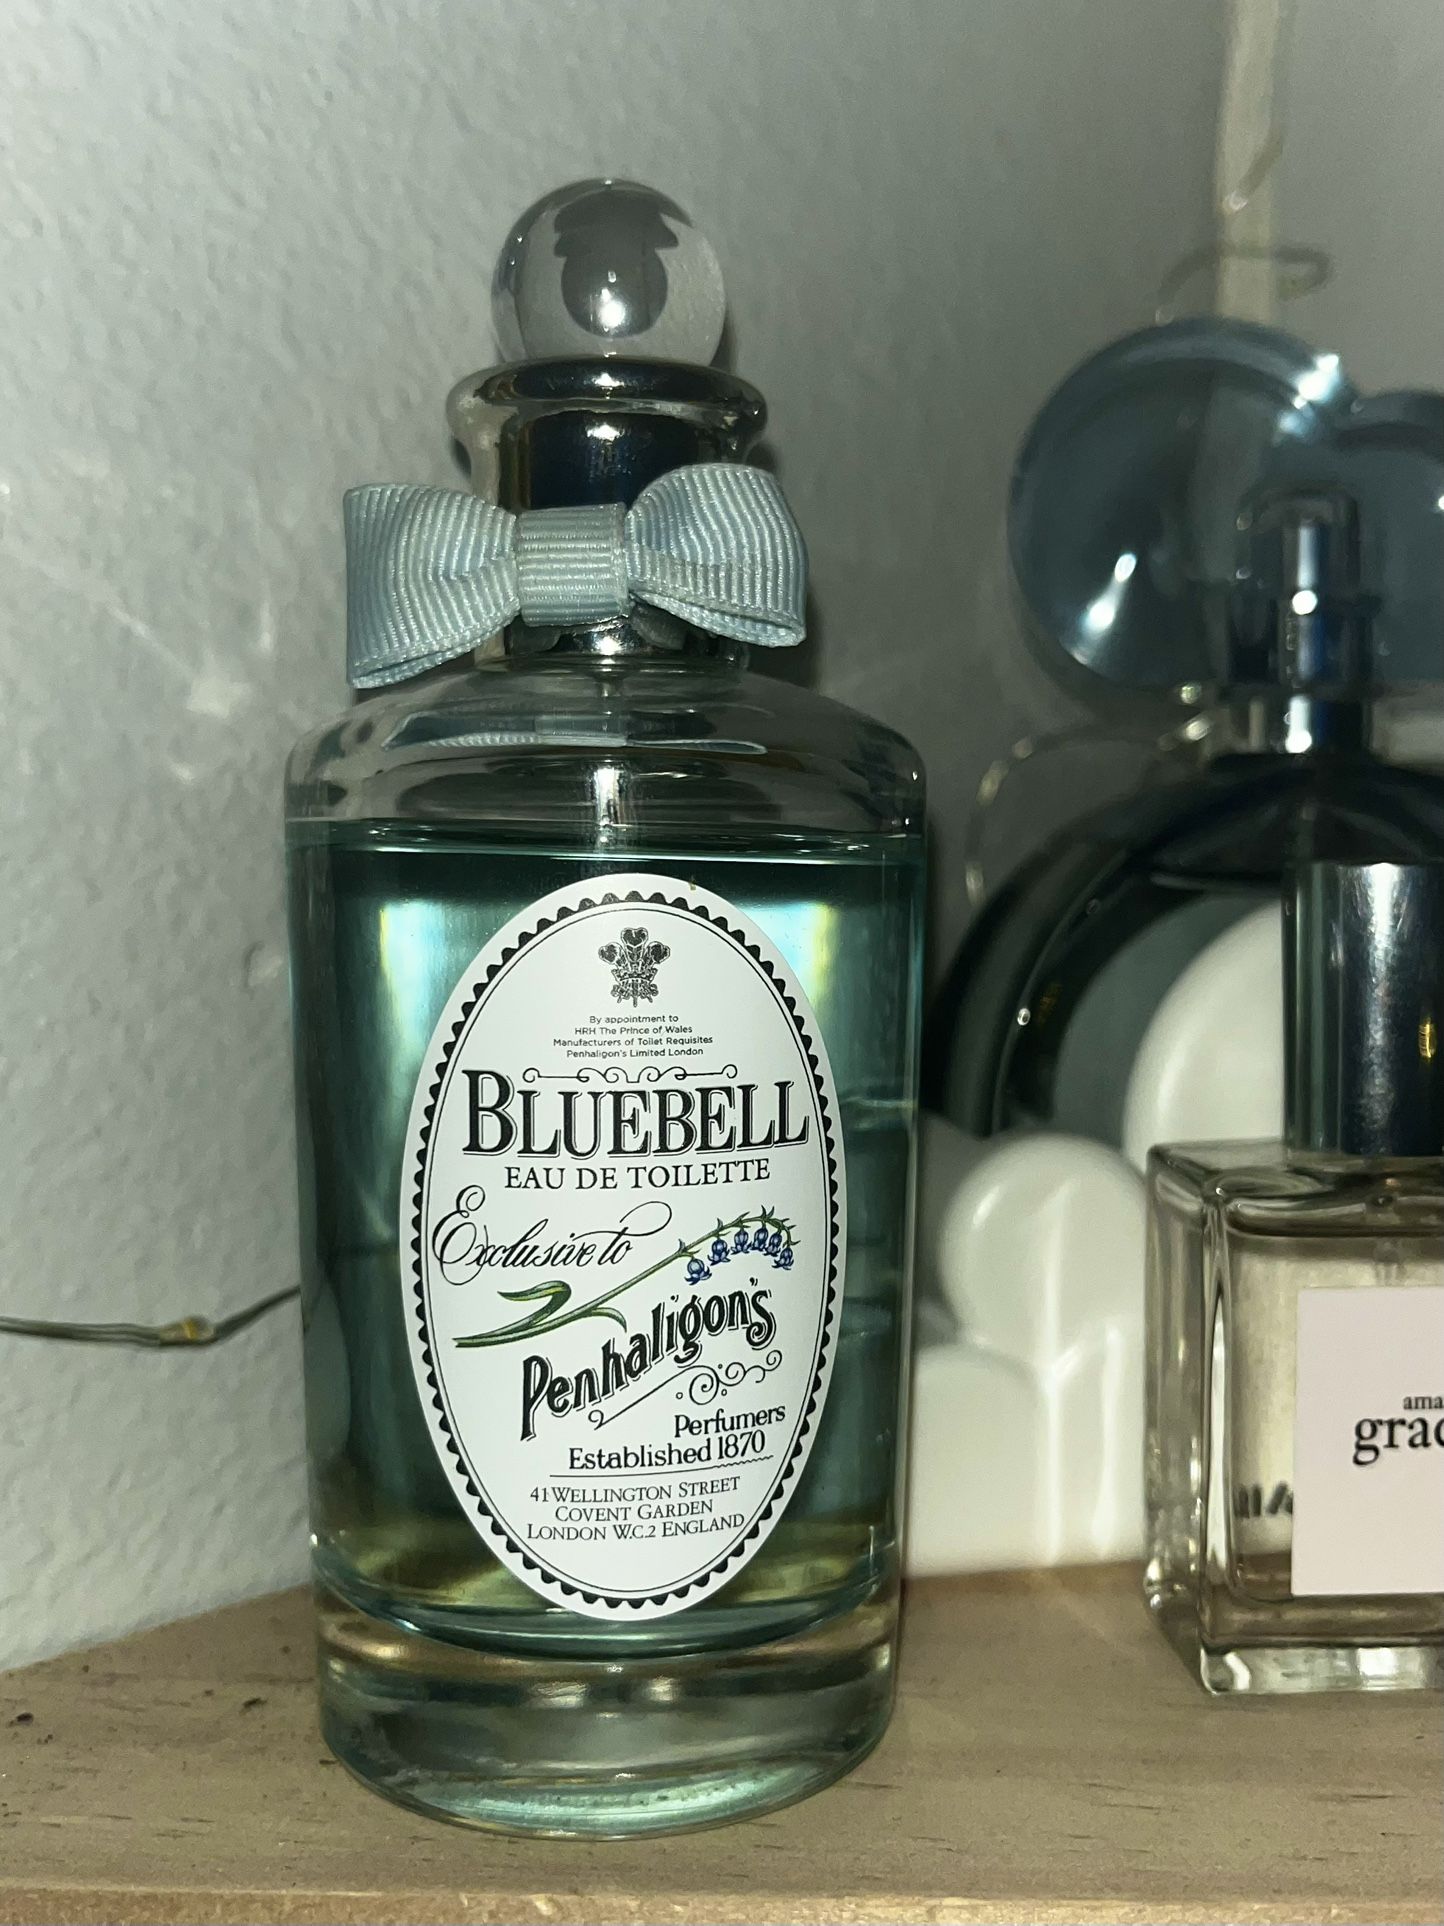 By appointment to
HRH The Prince of Wales
Manufacturers of Toilet Requisites
Penhaligon's Limited London
BLUEBELL
EAU DE TOILETTE
Exclusive to
Penhaligon's
Perfumers
Established 1870
41 WELLINGTON STREET
COVENT GARDEN
LONDON W.C.2 ENGLAND
ama
grac